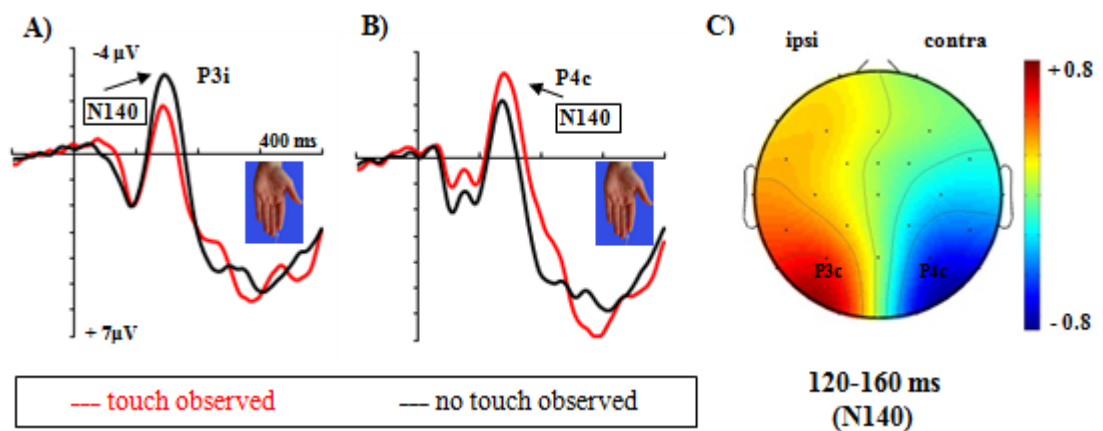 A)
-4 µV
P3i
N140
400 ms
+ 7µV
B)
P4c
N140
C)
ipsi
contra
+0.8
P3c
P4c
- 0.8
120-160 ms
(N140)
--- touch observed
--- no touch observed